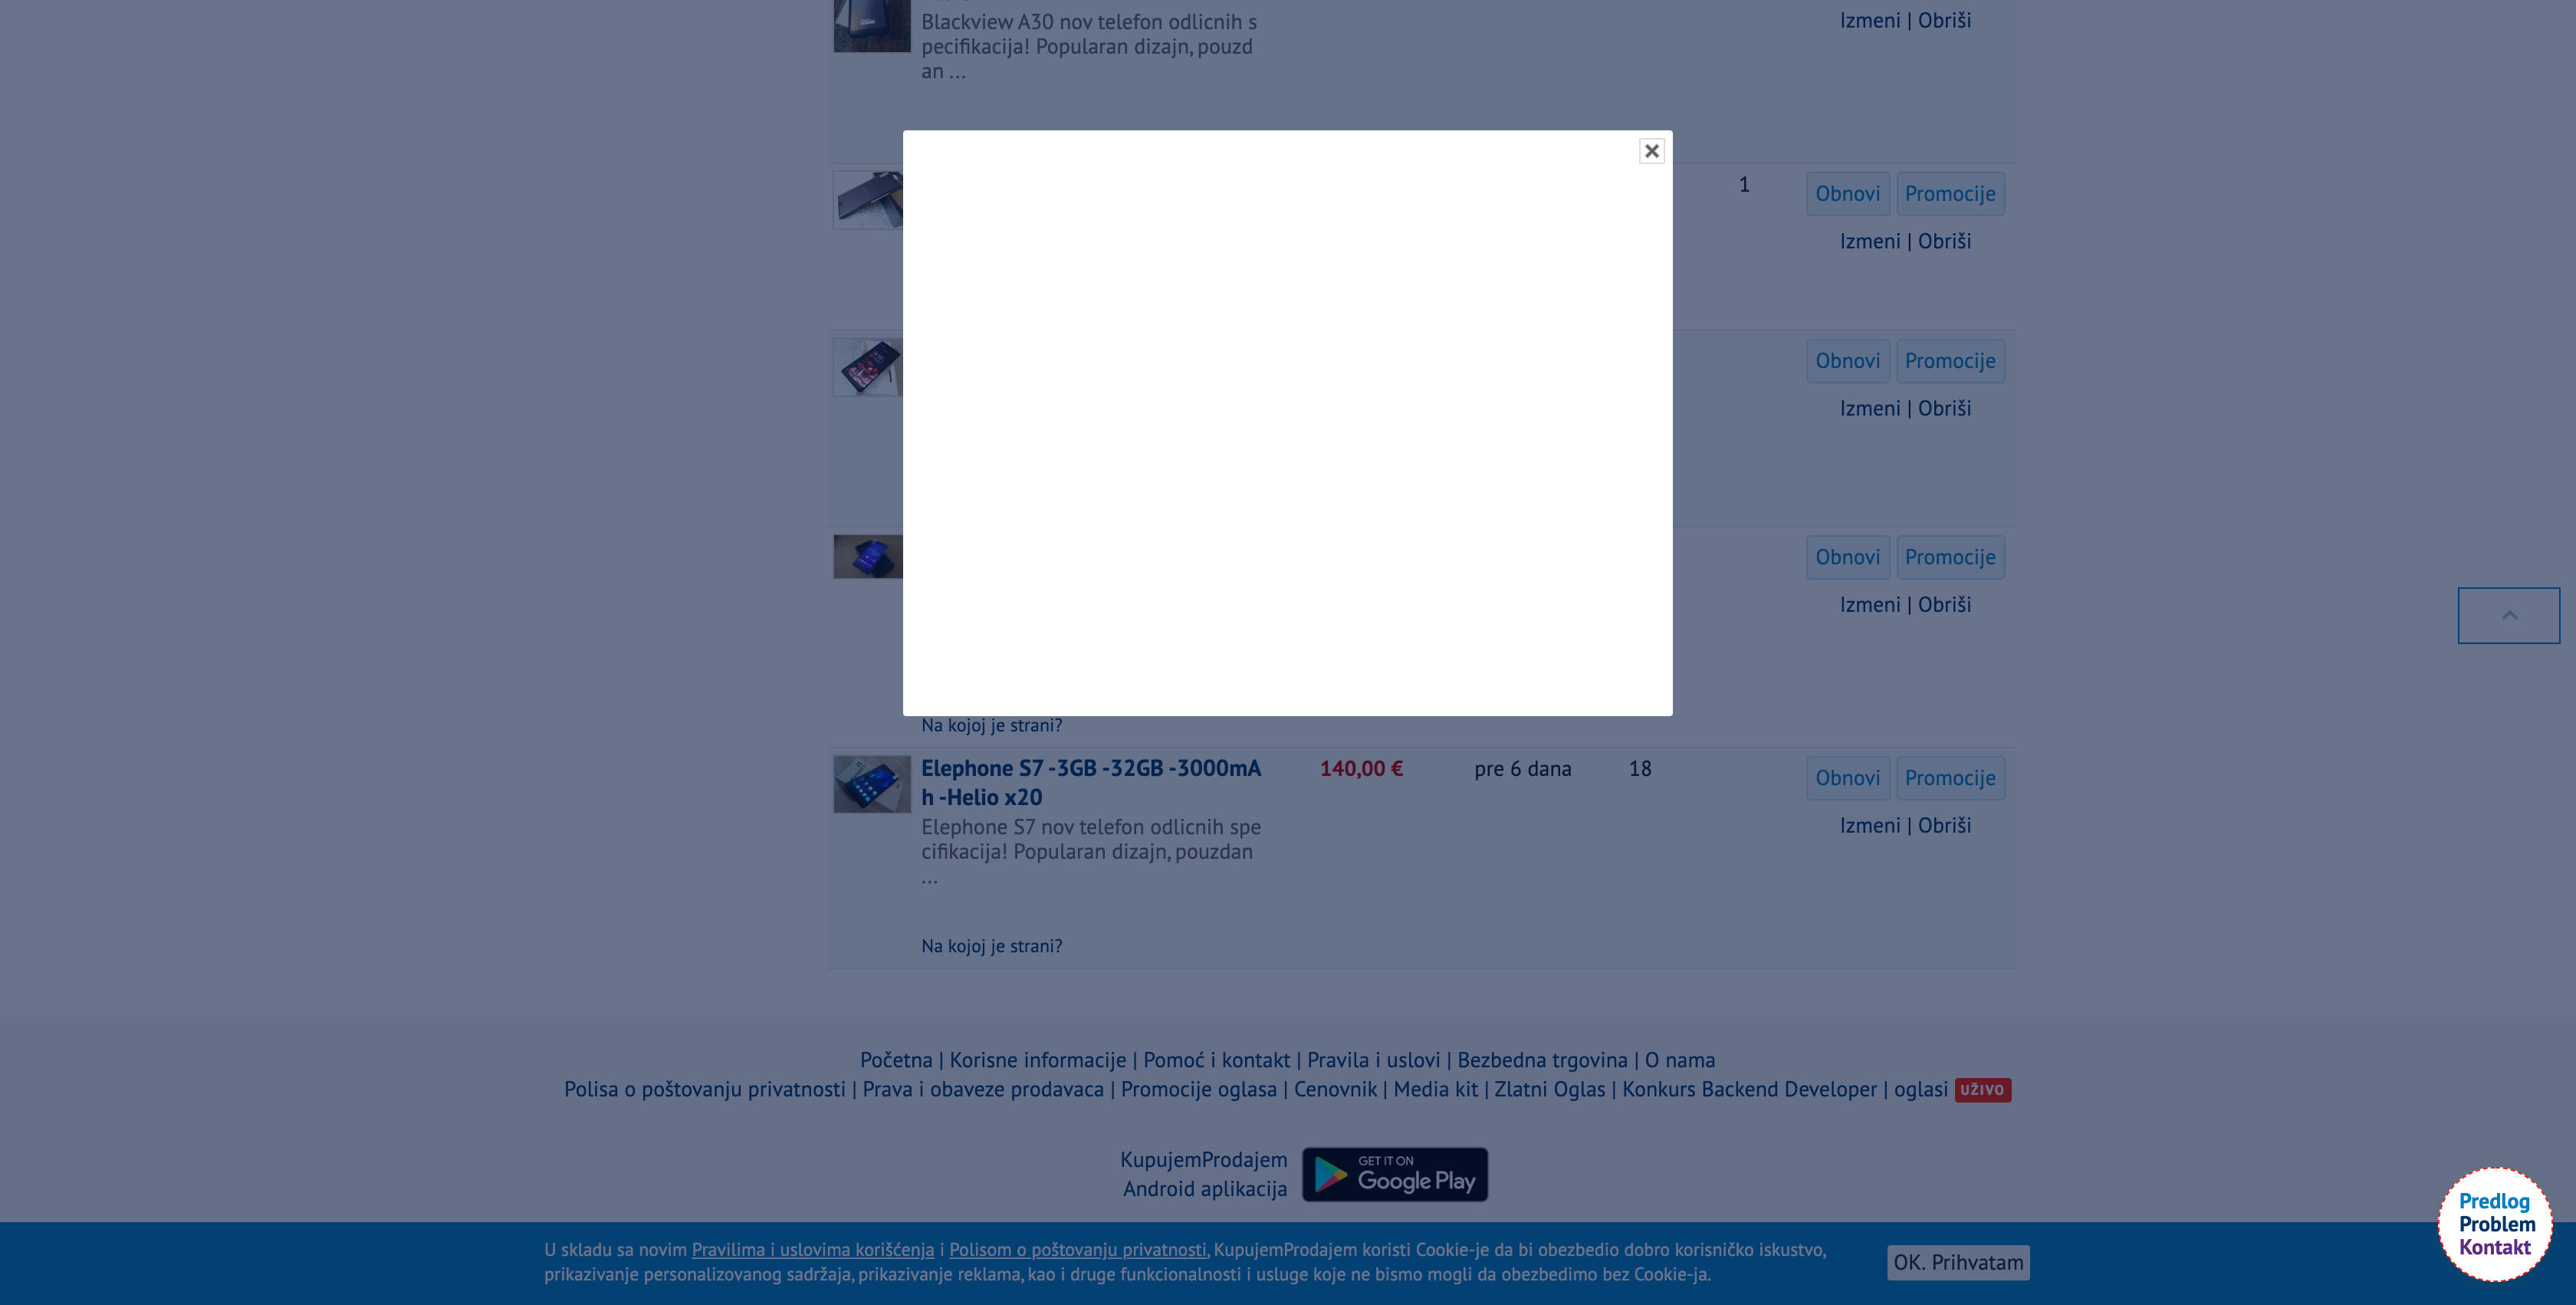 Blackview A30 nov telefon odlicnih s
pecifikacija! Popularan dizajn, pouzd
an ...
Izmeni | Obriši
1
Obnovi Promocije
Izmeni | Obriši
Obnovi Promocije
Izmeni | Obriši
Obnovi Promocije
Izmeni | Obriši
Na kojoj je strani?
Elephone S7 -3GB -32GB -3000mA
h -Helio x20
140,00 € pre 6 dana 18
Obnovi Promocije
Elephone S7 nov telefon odlicnih spe
cifikacija! Popularan dizajn, pouzdan
...
Izmeni | Obriši
Na kojoj je strani?
Početna | Korisne informacije | Pomoć i kontakt | Pravila i uslovi | Bezbedna trgovina | O nama
Polisa o poštovanju privatnosti | Prava i obaveze prodavaca | Promocije oglasa | Cenovnik | Media kit | Zlatni Oglas | Konkurs Backend Developer | oglasi UŽIVO
KupujemProdajem
Android aplikacija
GET IT ON
Google Play
Predlog
Problem
Kontakt
U skladu sa novim Pravilima i uslovima korišćenja i Polisom o poštovanju privatnosti, KupujemProdajem koristi Cookie-je da bi obezbedio dobro korisničko iskustvo,
prikazivanje personalizovanog sadržaja, prikazivanje reklama, kao i druge funkcionalnosti i usluge koje ne bismo mogli da obezbedimo bez Cookie-ja.
OK. Prihvatam